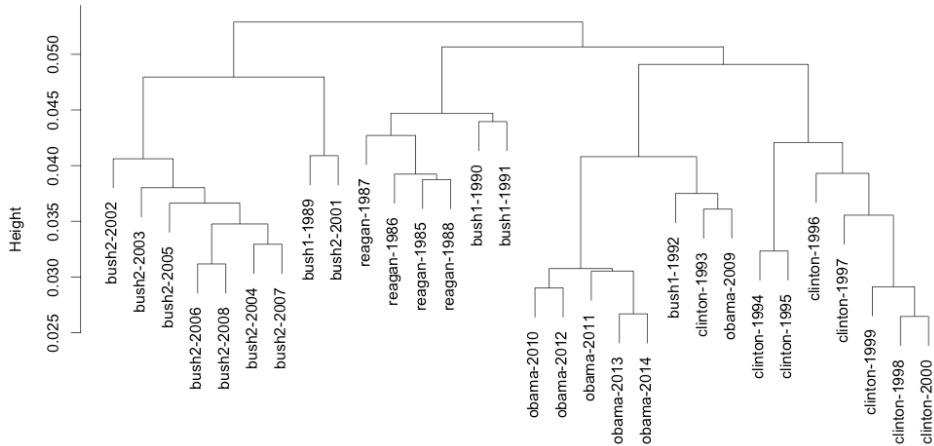 Height
0.050
0.045
0.040
0.035
0.030
0.025
bush2-2002
bush2-2003
bush2-2005
bush2-2006
bush2-2008
bush2-2004
bush2-2007
bush1-1989
bush2-2001
reagan-1987
reagan-1986
reagan-1985
reagan-1988
bush1-1990
bush1-1991
obama-2010
obama-2012
obama-2011
obama-2013
obama-2014
bush1-1992
clinton-1993
obama-2009
clinton-1994
clinton-1995
clinton-1996
clinton-1997
clinton-1999
clinton-1998
clinton-2000